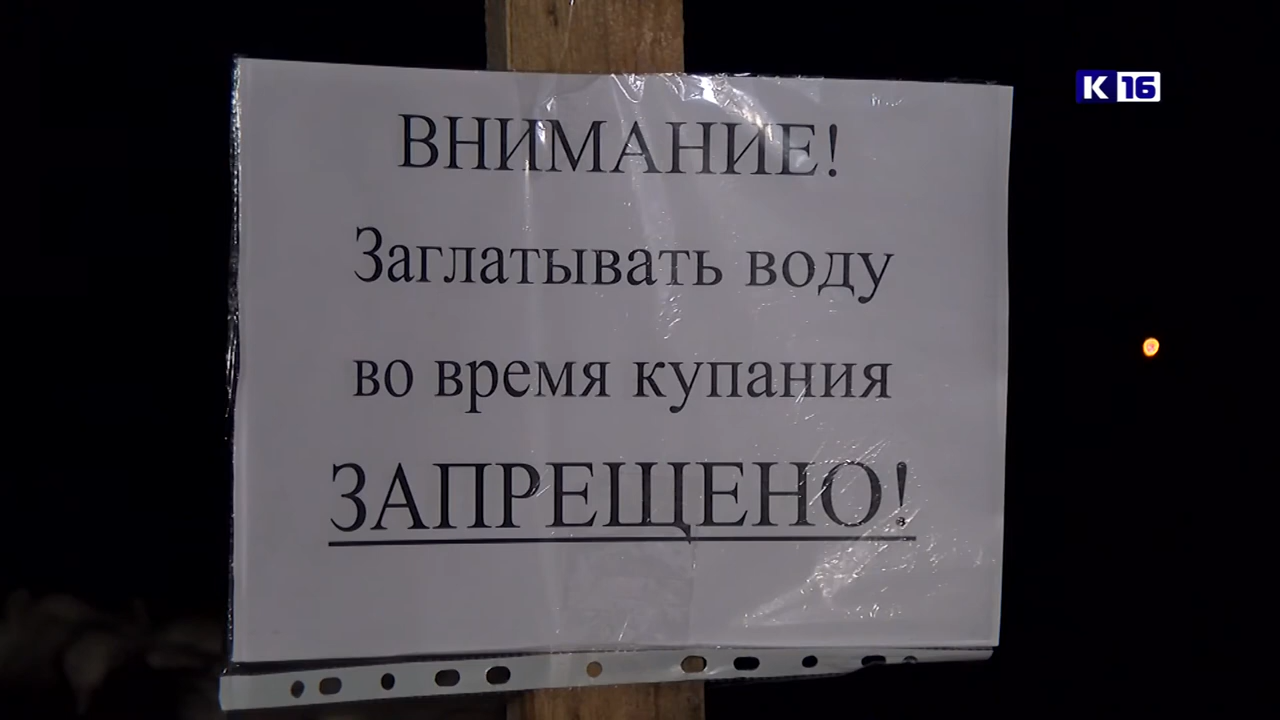 К 16
ВНИМАНИЕ!
Заглатывать воду
во время купания
ЗАПРЕЩЕНО!